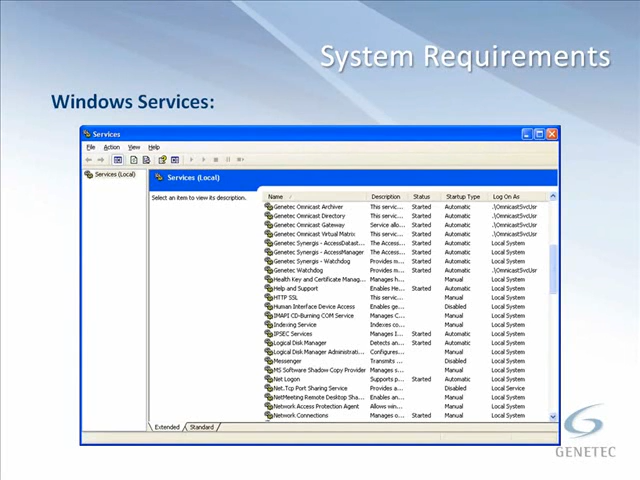 System Requirements
Windows Services:
Services
File Action View Help
Services (Local)
Services (Local)
Select an item to view its description.
Name / Description Status Startup Type Log On As
Genetec Omnicast Archiver This servic... Started Automatic .\OmnicastSvcUsr
Genetec Omnicast Directory This servic... Started Automatic .\OmnicastSvcUsr
Genetec Omnicast Gateway Service allo... Started Automatic .\OmnicastSvcUsr
Genetec Omnicast Virtual Matrix This servic... Started Automatic .\OmnicastSvcUsr
Genetec Synergis - AccessDatast... The Access... Started Automatic Local System
Genetec Synergis - AccessManager The Access... Started Automatic Local System
Genetec Synergis - Watchdog Provides m... Started Automatic Local System
Genetec Watchdog Provides m... Started Automatic .\OmnicastSvcUsr
Health Key and Certificate Manag... Manages h... Manual Local System
Help and Support Enables He... Started Automatic Local System
HTTP SSL This servic... Manual Local System
Human Interface Device Access Enables ge... Disabled Local System
IMAPI CD-Burning COM Service Manages C... Manual Local System
Indexing Service Indexes co... Manual Local System
IPSEC Services Manages I... Started Automatic Local System
Logical Disk Manager Detects an... Started Automatic Local System
Logical Disk Manager Administrati... Configures... Manual Local System
Messenger Transmits ... Disabled Local System
MS Software Shadow Copy Provider Manages s... Manual Local System
Net Logon Supports p... Started Automatic Local System
Net.Tcp Port Sharing Service Provides a... Disabled Local Service
NetMeeting Remote Desktop Sha... Enables an... Manual Local System
Network Access Protection Agent Allows win... Manual Local System
Network Connections Manages o... Started Manual Local System
Extended Standard
GENETEC